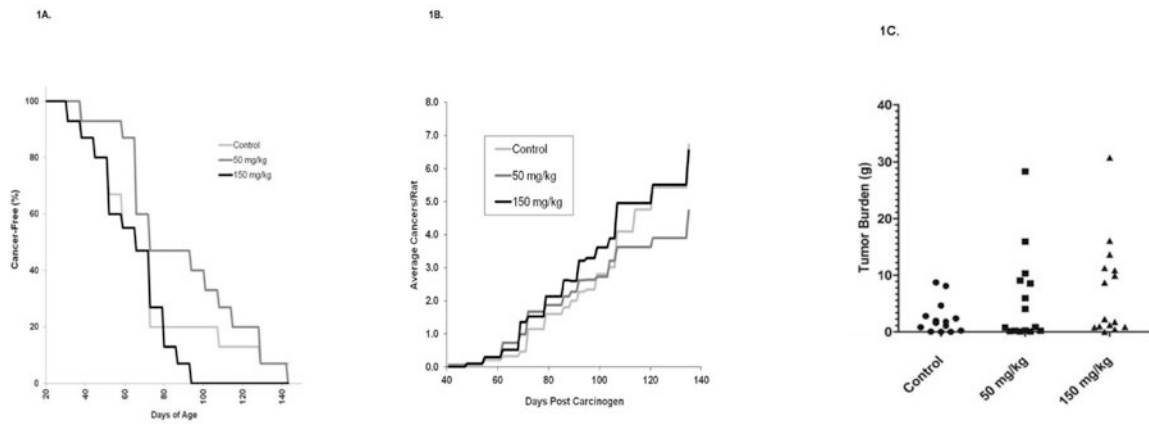 1A.
1B.
1C.
100
80
60
40
20
0
Cancer-Free (%)
Control
50 mg/kg
150 mg/kg
20
40
60
80
100
120
140
Days of Age
8.0
7.0
6.0
5.0
4.0
3.0
2.0
1.0
0.0
Average Cancers/Rat
Control
50 mg/kg
150 mg/kg
40
60
80
100
120
140
Days Post Carcinogen
40
30
20
10
0
Tumor Burden (g)
Control
50 mg/kg
150 mg/kg